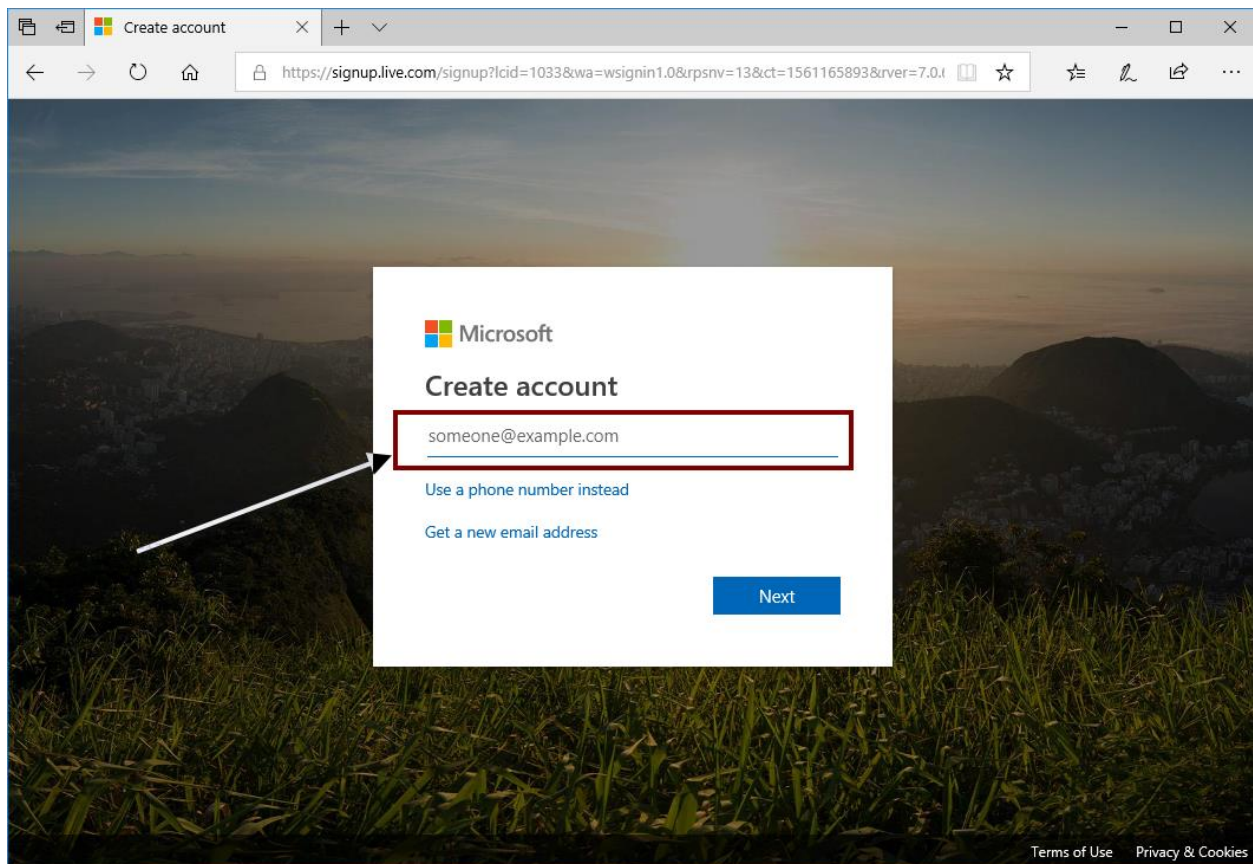 Create account
https://signup.live.com/signup?lcid=1033&wa=wsignin1.0&rpsnv=13&ct=1561165893&rver=7.0.
Microsoft
Create account
someone@example.com
Use a phone number instead
Get a new email address
Next
Terms of Use Privacy & Cookies